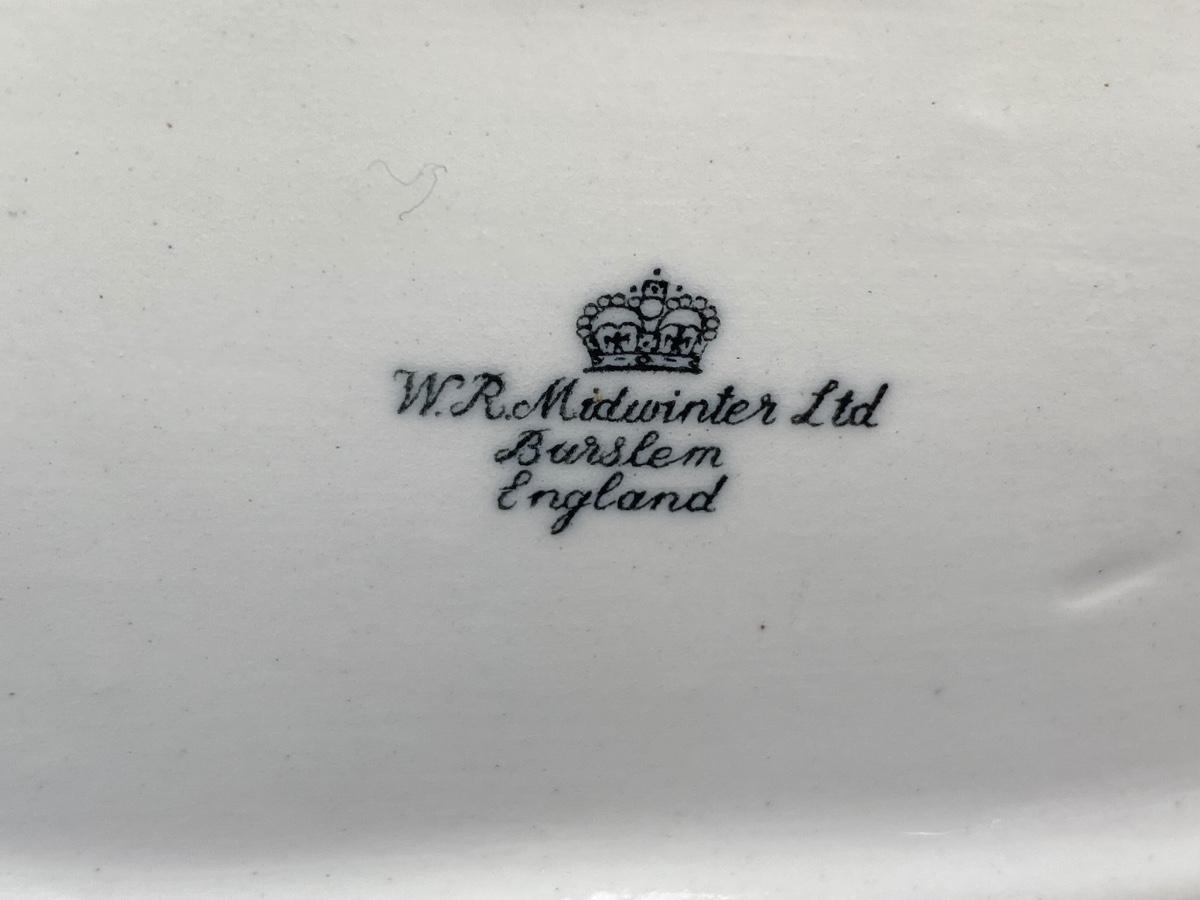 W.R. Midwinter Ltd
Burslem
England